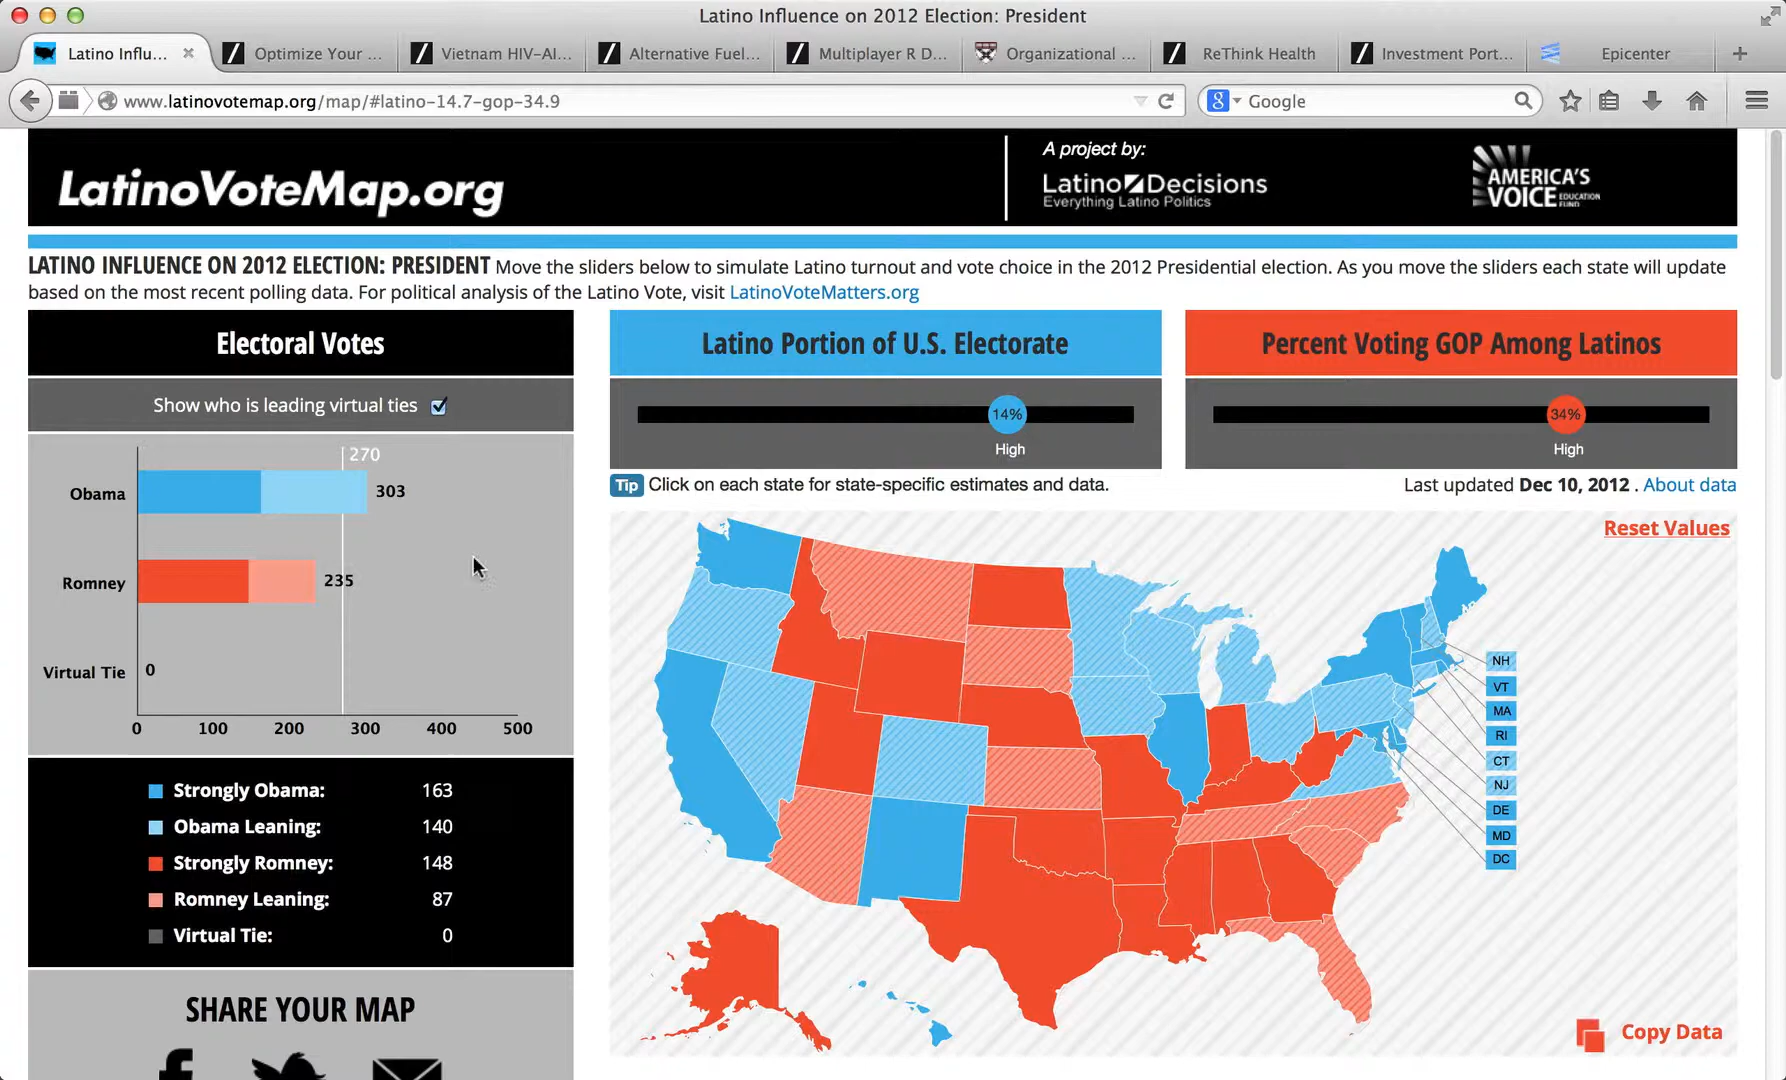 Latino Influence on 2012 Election: President
Latino Influ...
Optimize Your ...
Vietnam HIV-AI...
Alternative Fuel...
Multiplayer R D...
Organizational ...
ReThink Health
Investment Port...
Epicenter
www.latinovotemap.org/map/#latino-14.7-gop-34.9
8
Google
LatinoVoteMap.org
A project by:
Latino Decisions
Everything Latino Politics
AMERICA'S
VOICE EDUCATION FUND
LATINO INFLUENCE ON 2012 ELECTION: PRESIDENT Move the sliders below to simulate Latino turnout and vote choice in the 2012 Presidential election. As you move the sliders each state will update
based on the most recent polling data. For political analysis of the Latino Vote, visit LatinoVoteMatters.org
Electoral Votes
Show who is leading virtual ties
270
Obama
303
Romney
235
Virtual Tie
0
0 100 200 300 400 500
Strongly Obama: 163
Obama Leaning: 140
Strongly Romney: 148
Romney Leaning: 87
Virtual Tie: 0
SHARE YOUR MAP
Latino Portion of U.S. Electorate
14%
High
Percent Voting GOP Among Latinos
34%
High
Tip Click on each state for state-specific estimates and data.
Last updated Dec 10, 2012 . About data
Reset Values
NH
VT
MA
RI
CT
NJ
DE
MD
DC
Copy Data